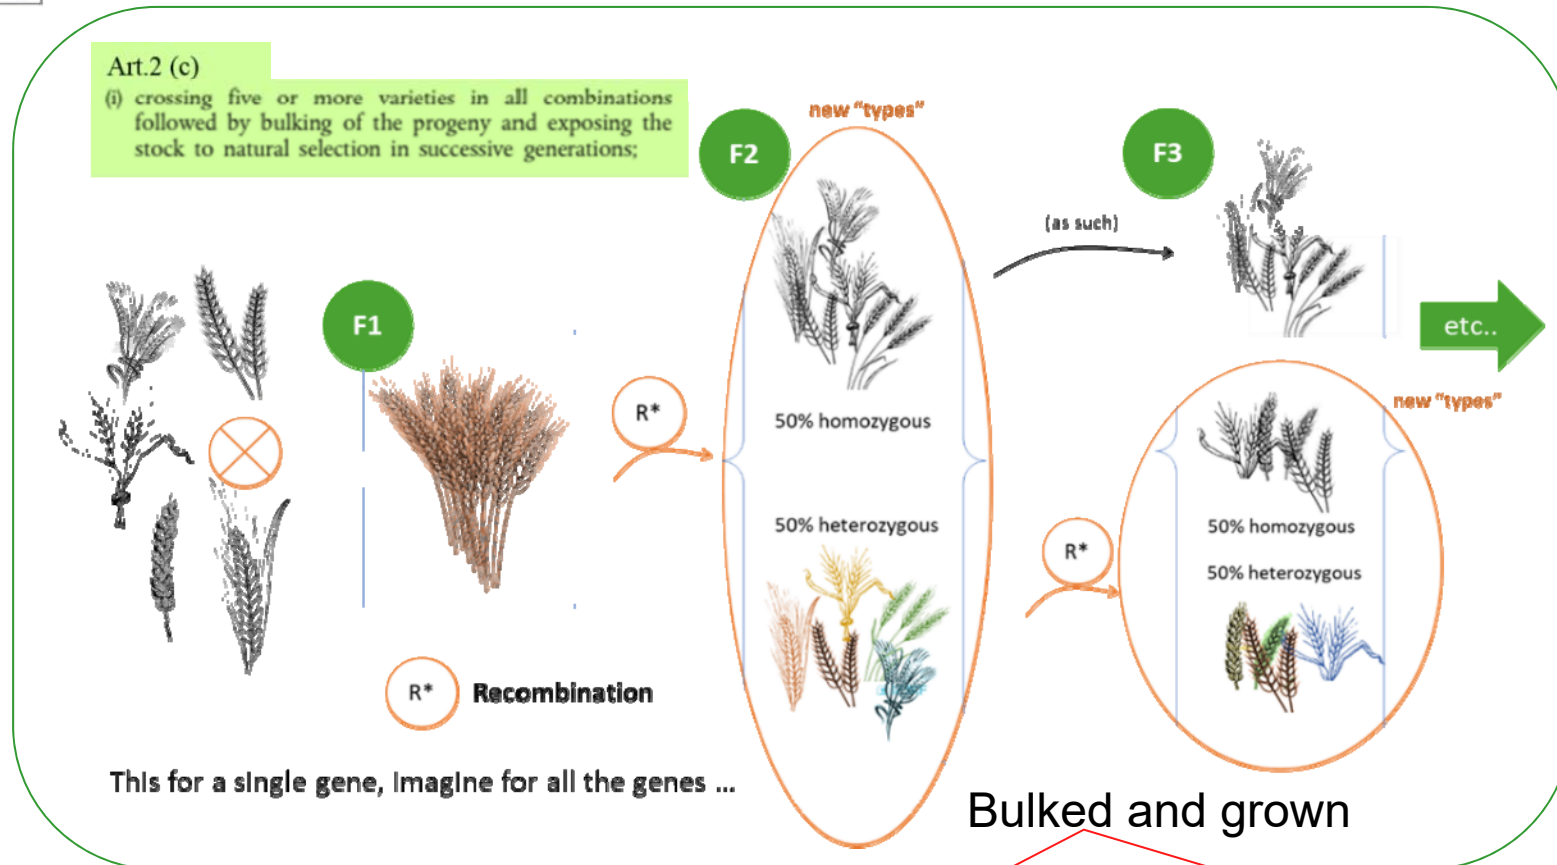 Art.2 (c)
(i) crossing five or more varieties in all combinations
followed by bulking of the progeny and exposing the
stock to natural selection in successive generations;
F1
R*
F2
new "types"
50% homozygous
50% heterozygous
(as such)
F3
etc..
R*
new "types"
50% homozygous
50% heterozygous
R* Recombination
This for a single gene, imagine for all the genes ...
Bulked and grown